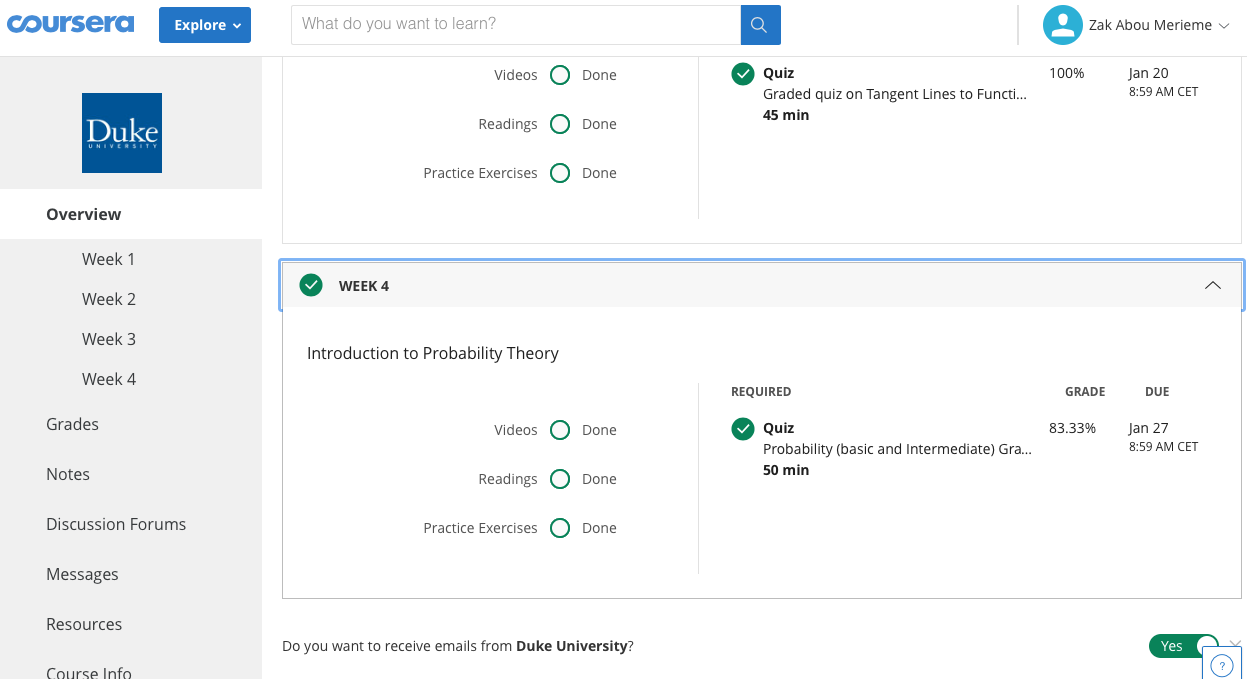 coursera
Explore
What do you want to learn?
Zak Abou Merieme
Duke
UNIVERSITY
Overview
Week 1
Week 2
Week 3
Week 4
Grades
Notes
Discussion Forums
Messages
Resources
Course Info
Videos Done
Readings Done
Practice Exercises Done
Quiz 100% Jan 20
Graded quiz on Tangent Lines to Functi... 8:59 AM CET
45 min
WEEK 4
Introduction to Probability Theory
REQUIRED GRADE DUE
Videos Done
Readings Done
Practice Exercises Done
Quiz 83.33% Jan 27
Probability (basic and Intermediate) Gra... 8:59 AM CET
50 min
Do you want to receive emails from Duke University? Yes
?